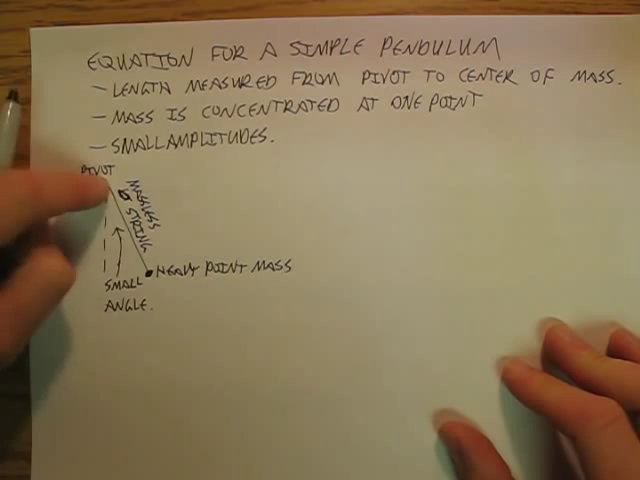 EQUATION FOR A SIMPLE PENDULUM
- LENGTH MEASURED FROM PIVOT TO CENTER OF MASS.
- MASS IS CONCENTRATED AT ONE POINT
- SMALL AMPLITUDES.
PIVOT
MASSLESS
STRING
HEAVY POINT MASS
SMALL
ANGLE.